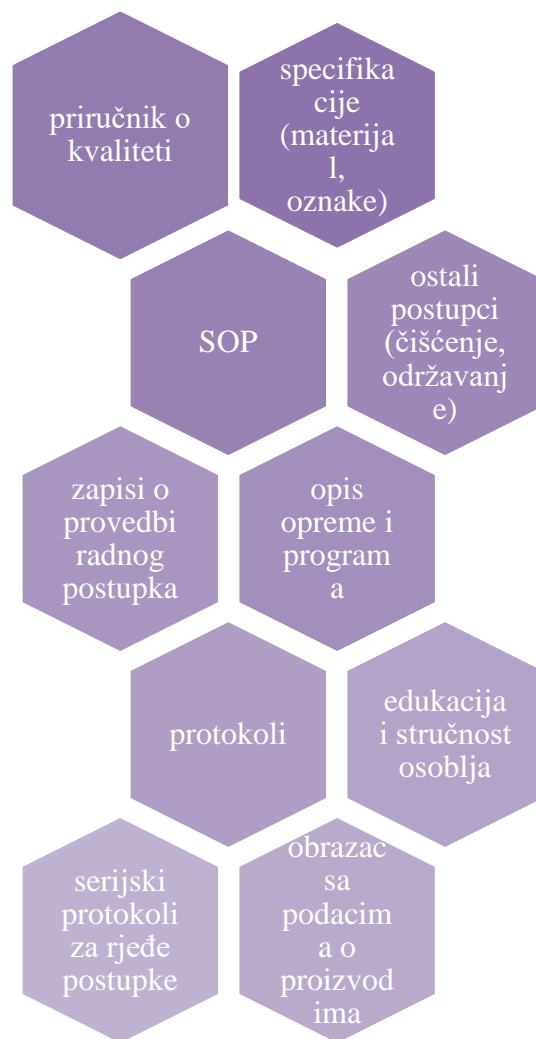 priručnik o
kvaliteti
specifika
cije
(materija
l,
oznake)
SOP
ostali
postupci
(čišćenje,
održavanj
e)
zapisi o
provedbi
radnog
postupka
opis
opreme i
program
a
protokoli
edukacija
i stručnost
osoblja
serijski
protokoli
za rjeđe
postupke
obrazac
sa
podacim
a o
proizvod
ima